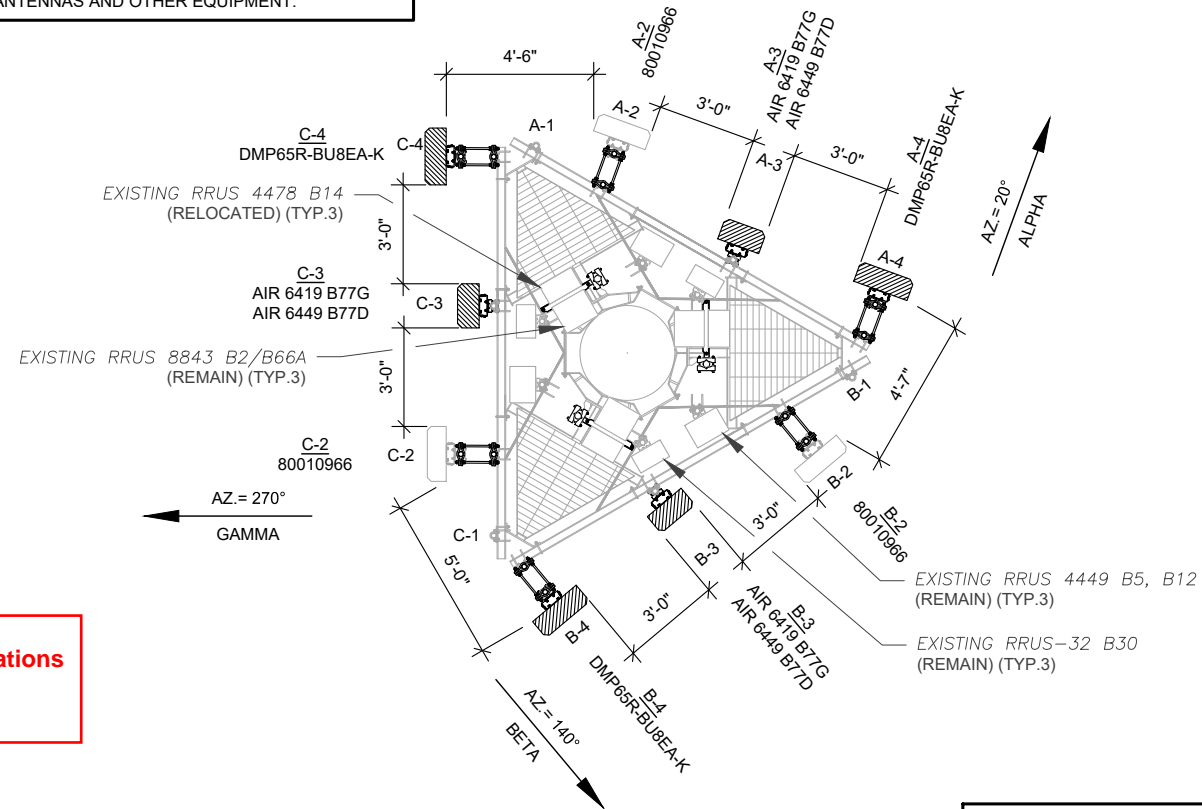 ANTENNAS AND OTHER EQUIPMENT.
4'-6"
A-2
80010966
A-3
AIR 6419 B77G
AIR 6449 B77D
A-4
DMP65R-BU8EA-K
3'-0"
3'-0"
A-1
A-2
A-3
A-4
AZ.= 20°
ALPHA
C-4
DMP65R-BU8EA-K
C-4
EXISTING RRUS 4478 B14
(RELOCATED) (TYP.3)
3'-0"
C-3
AIR 6419 B77G
AIR 6449 B77D
C-3
EXISTING RRUS 8843 B2/B66A
(REMAIN) (TYP.3)
3'-0"
C-2
80010966
C-2
AZ.= 270°
GAMMA
C-1
5'-0"
B-1
4'-7"
B-2
B-2
80010966
3'-0"
B-3
B-3
AIR 6419 B77G
AIR 6449 B77D
3'-0"
B-4
B-4
DMP65R-BU8EA-K
AZ.= 140°
BETA
EXISTING RRUS 4449 B5, B12
(REMAIN) (TYP.3)
EXISTING RRUS-32 B30
(REMAIN) (TYP.3)
ations